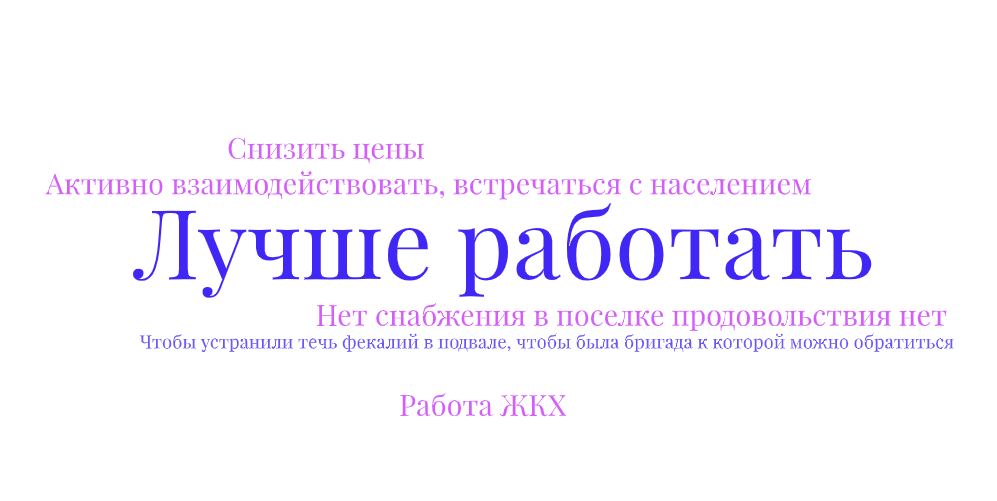 Снизить цены
Активно взаимодействовать, встречаться с населением
Лучше работать
Нет снабжения в поселке продовольствия нет
Чтобы устранили течь фекалий в подвале, чтобы была бригада к которой можно обратиться
Работа ЖКХ